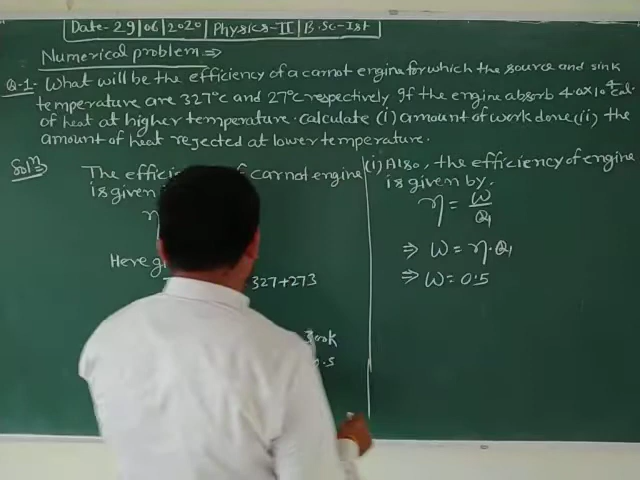 Date- 29/06/2020 | Physics-II | B.Sc-Ist
Numerical problem ⇒
Q-1- What will be the efficiency of a carnot engine for which the source and sink
temperature are 327°c and 27°c respectively If the engine absorb 4.0x10⁴ Cal.
of heat at higher temperature. calculate (i) amount of work done (ii) the
amount of heat rejected at lower temperature.
Solⁿ ⇒ The of carnot engine
is given
η
Here
327+273
300k
0.5
(i) Also, the efficiency of engine
is given by.
η = W/Q₁
⇒ W = η.Q₁
⇒ W = 0.5